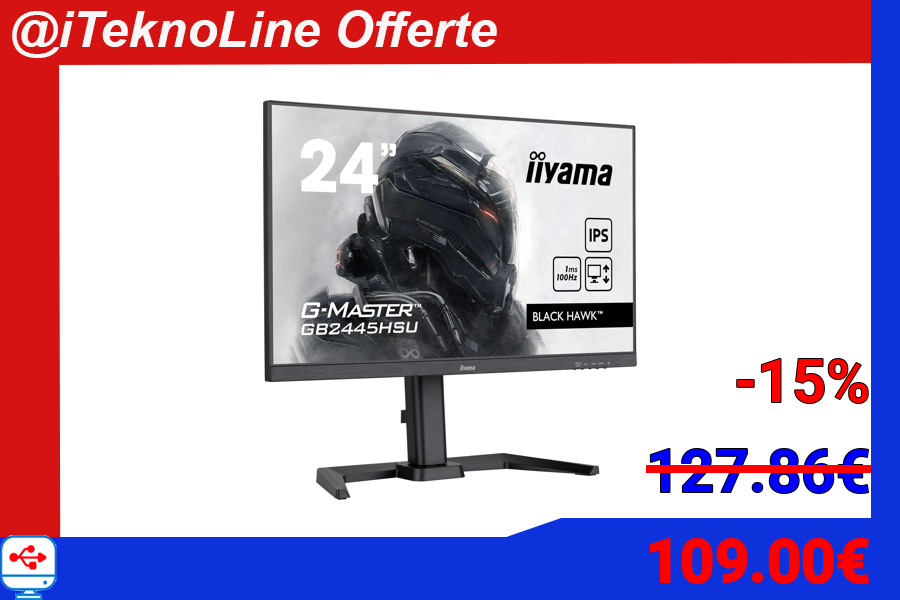 @iTeknoLine Offerte
24”
iiyama
IPS
1ms
100Hz
G-MASTER™
GB2445HSU
BLACK HAWK™
iiyama
-15%
127.86€
109.00€